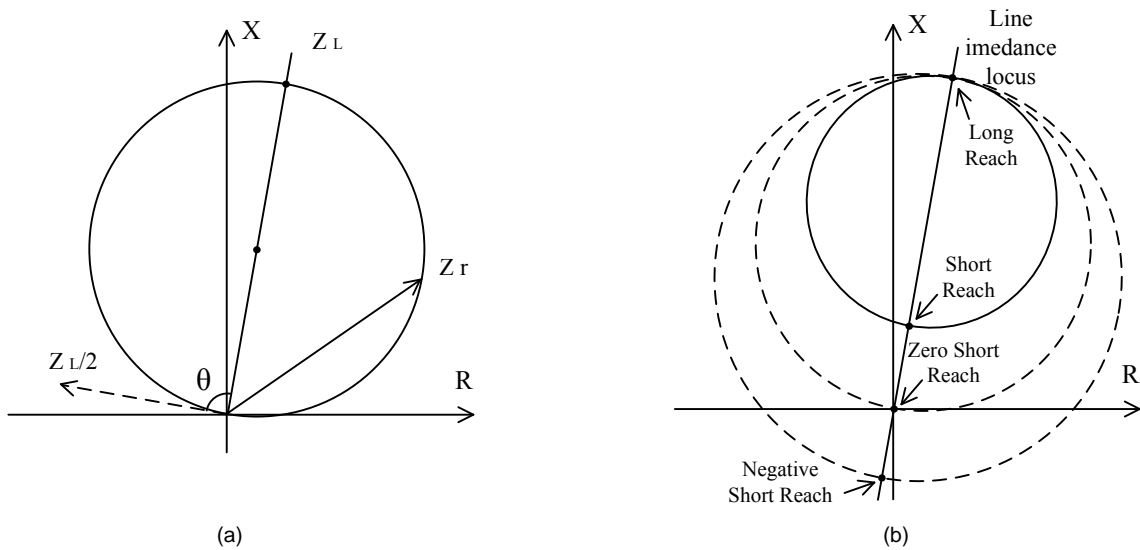 X
Z L
Z r
Z L/2
θ
R
(a)
X
Line
imedance
locus
Long
Reach
Short
Reach
Zero Short
Reach
R
Negative
Short Reach
(b)